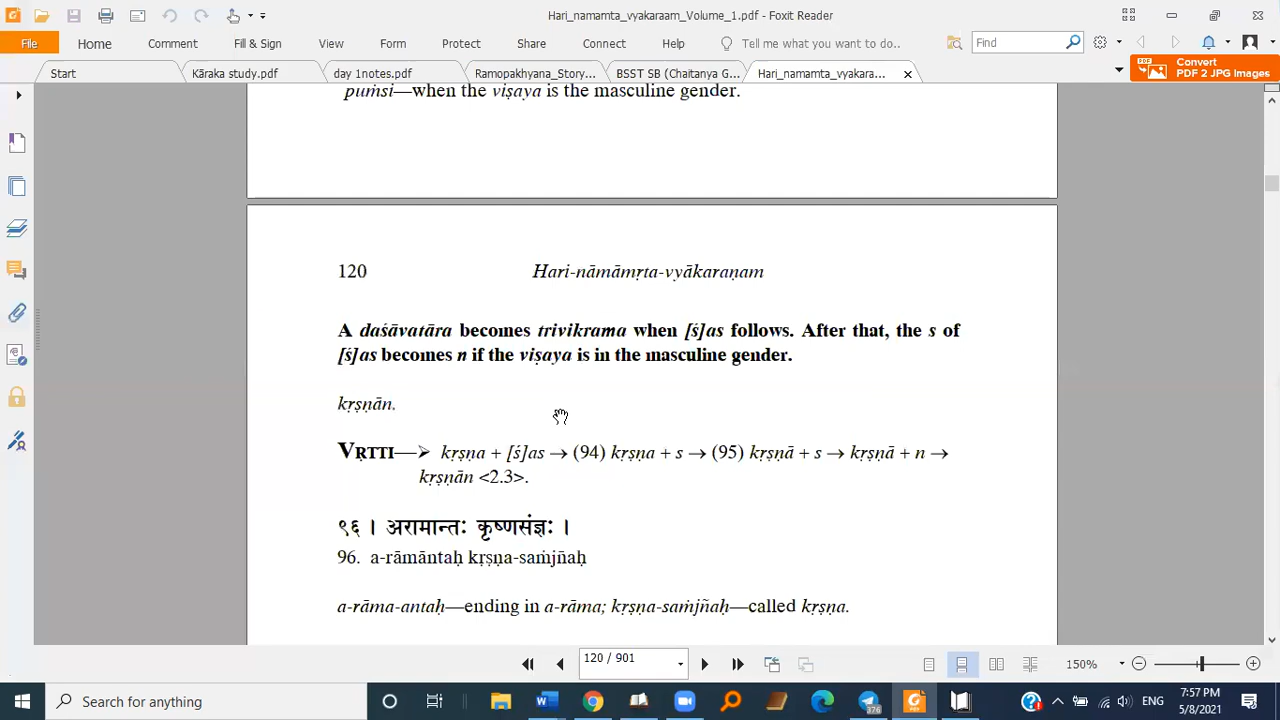 Hari_namamta_vyakaraam_Volume_1.pdf - Foxit Reader
File Home Comment Fill & Sign View Form Protect Share Connect Help Tell me what you want to do.. Find
Start Kāraka study.pdf day 1notes.pdf Ramopakhyana_Story... BSST SB (Chaitanya G... Hari_namamta_vyakara... Convert
PDF 2 JPG Images
puṁsi—when the viṣaya is the masculine gender.
120 Hari-nāmāmṛta-vyākaraṇam
A daśāvatāra becomes trivikrama when [ś]as follows. After that, the s of
[ś]as becomes n if the viṣaya is in the masculine gender.
kṛṣṇān.
VṚTTI—➢ kṛṣṇa + [ś]as → (94) kṛṣṇa + s → (95) kṛṣṇā + s → kṛṣṇā + n →
kṛṣṇān <2.3>.
९६ । अरामान्तः कृष्णसंज्ञः ।
96. a-rāmāntaḥ kṛṣṇa-saṁjñaḥ
a-rāma-antaḥ—ending in a-rāma; kṛṣṇa-saṁjñaḥ—called kṛṣṇa.
120 / 901 150%
Search for anything 376 ENG 7:57 PM
5/8/2021